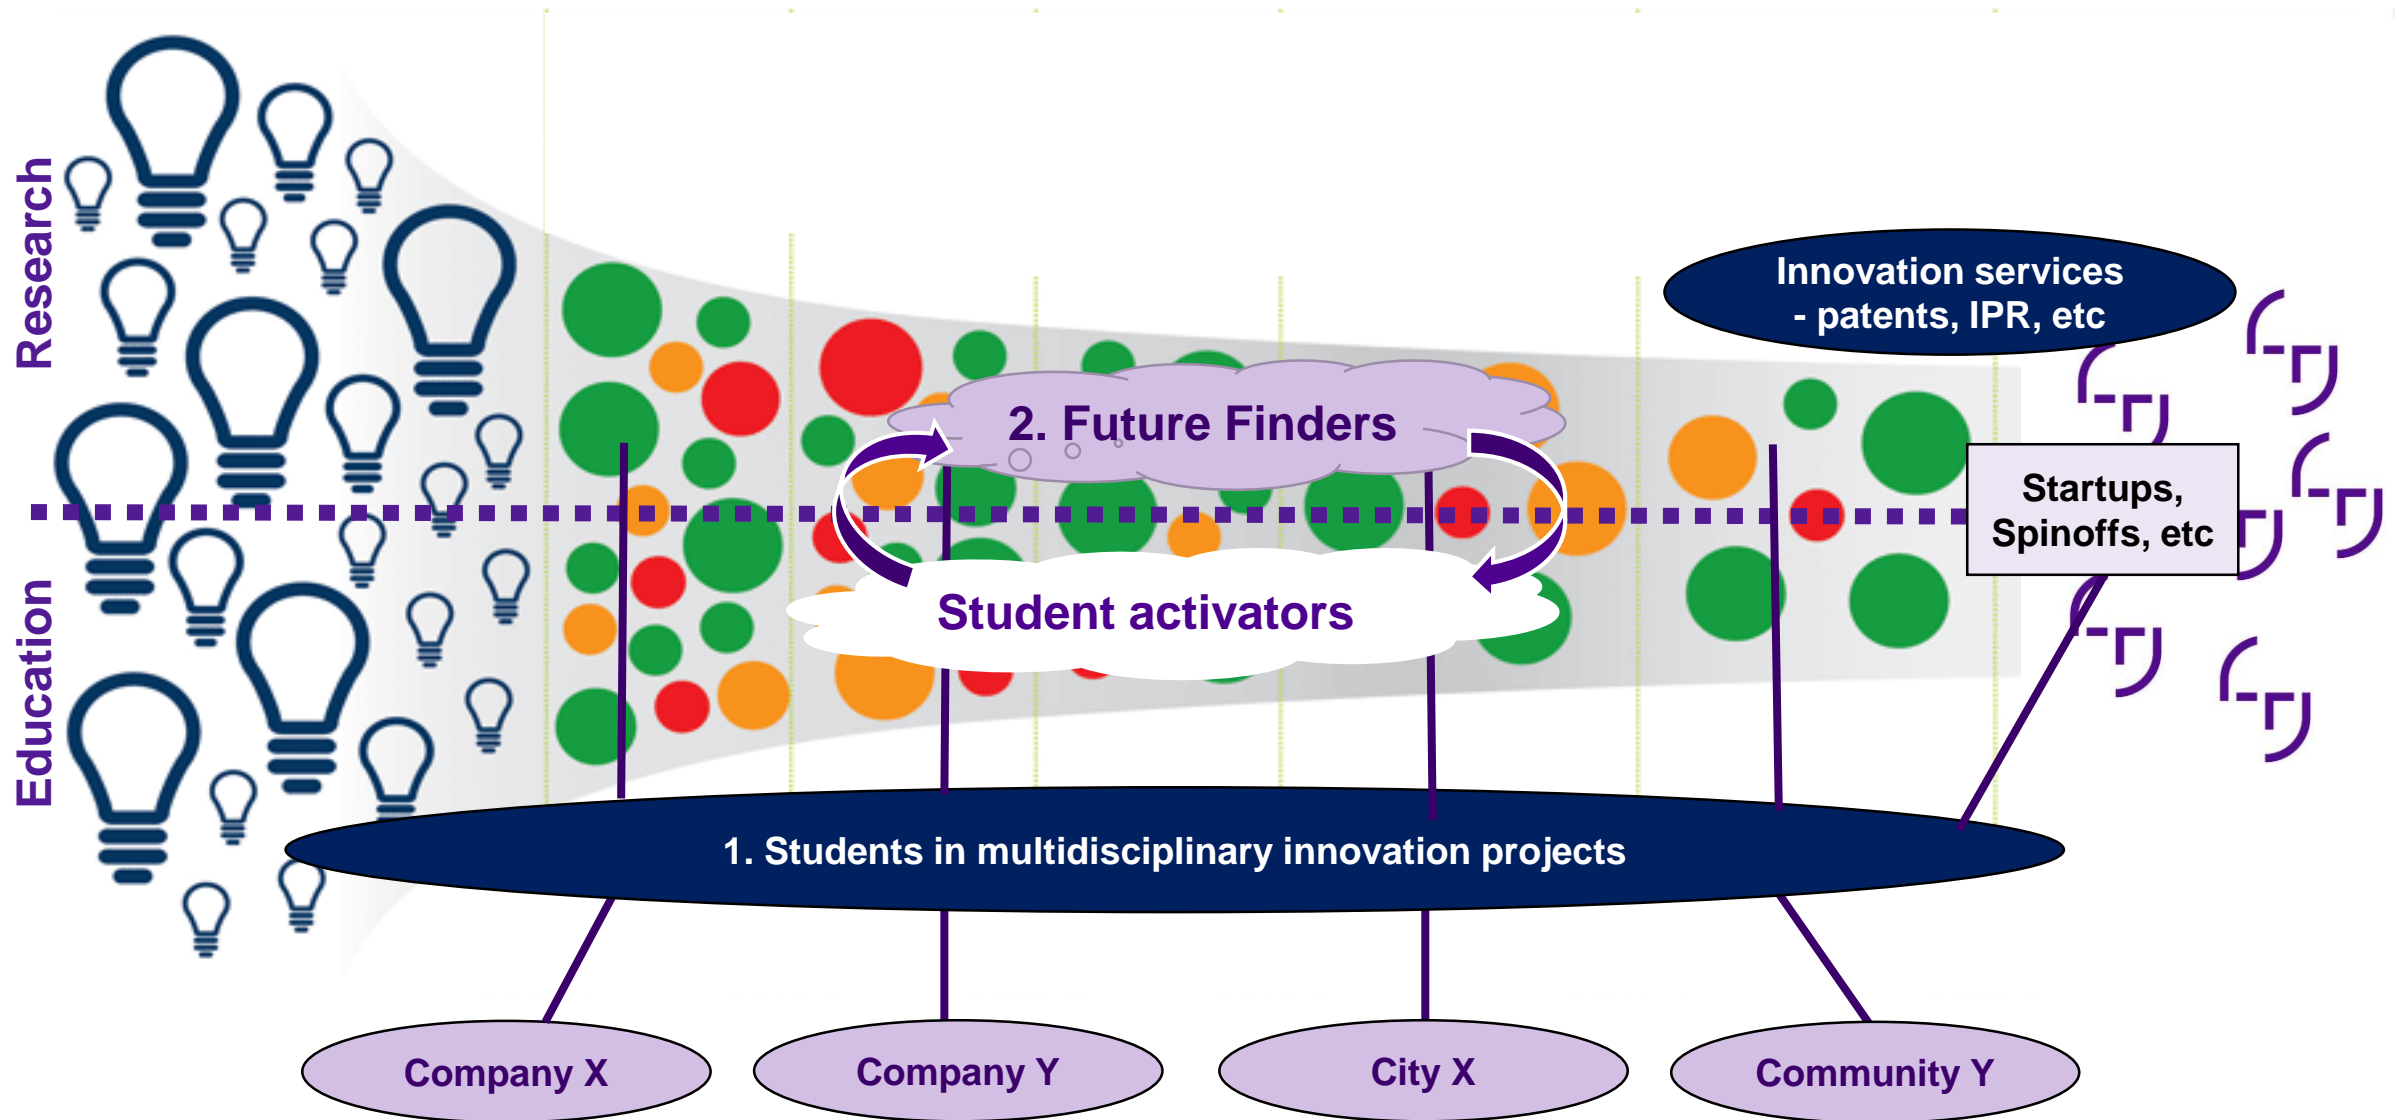 Research
Education
Innovation services
- patents, IPR, etc
2. Future Finders
Startups,
Spinoffs, etc
Student activators
1. Students in multidisciplinary innovation projects
Company X
Company Y
City X
Community Y